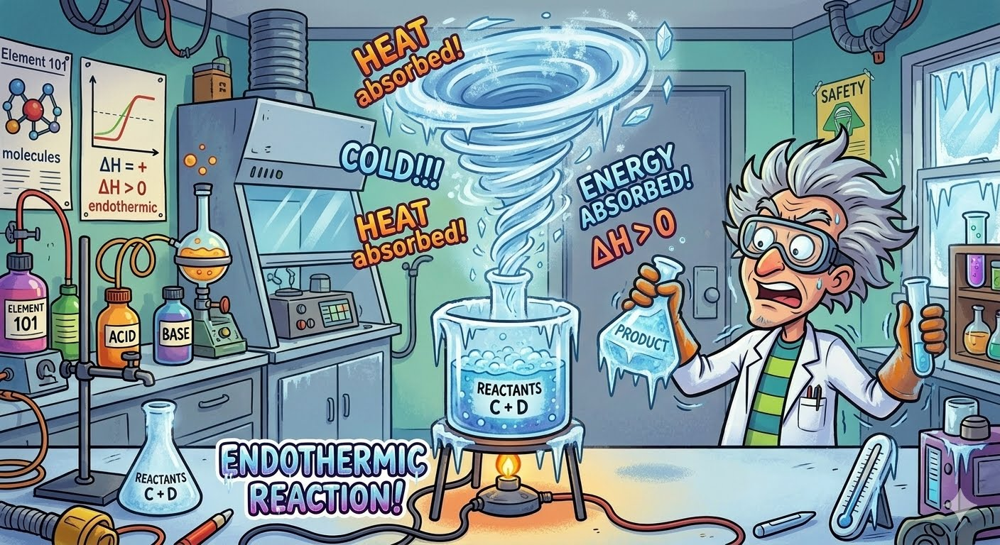 Element 101
molecules
ΔH = +
ΔH > 0
endothermic
HEAT
absorbed!
COLD!!!
HEAT
absorbed!
ENERGY
ABSORBED!
ΔH > 0
SAFETY
ELEMENT
101
ACID
BASE
PRODUCT
REACTANTS
C + D
REACTANTS
C + D
ENDOTHERMIC
REACTION!